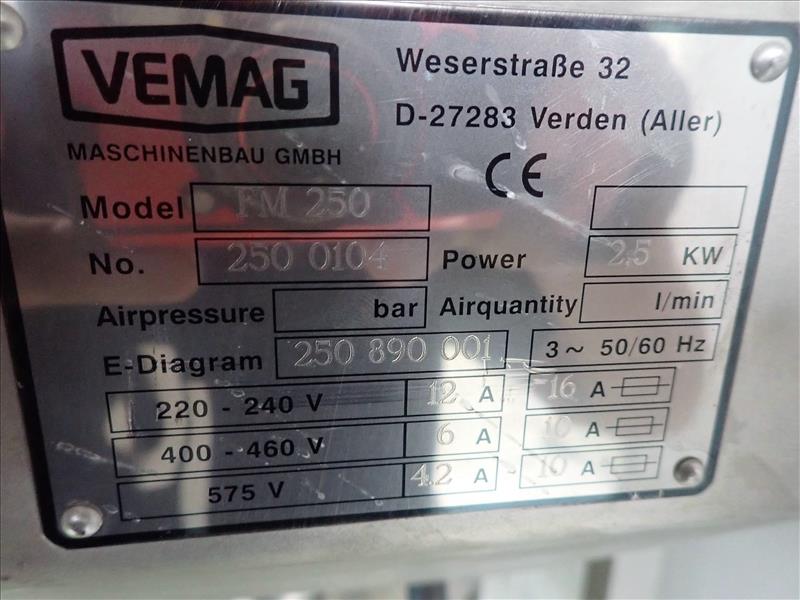 VEMAG
MASCHINENBAU GMBH
Weserstraße 32
D-27283 Verden (Aller)
CE
Model FM 250
No. 250 0104 Power 2,5 KW
Airpressure bar Airquantity l/min
E-Diagram 250 890 001 3~ 50/60 Hz
220 - 240 V 12 A 16 A
400 - 460 V 6 A 10 A
575 V 4.2 A 10 A